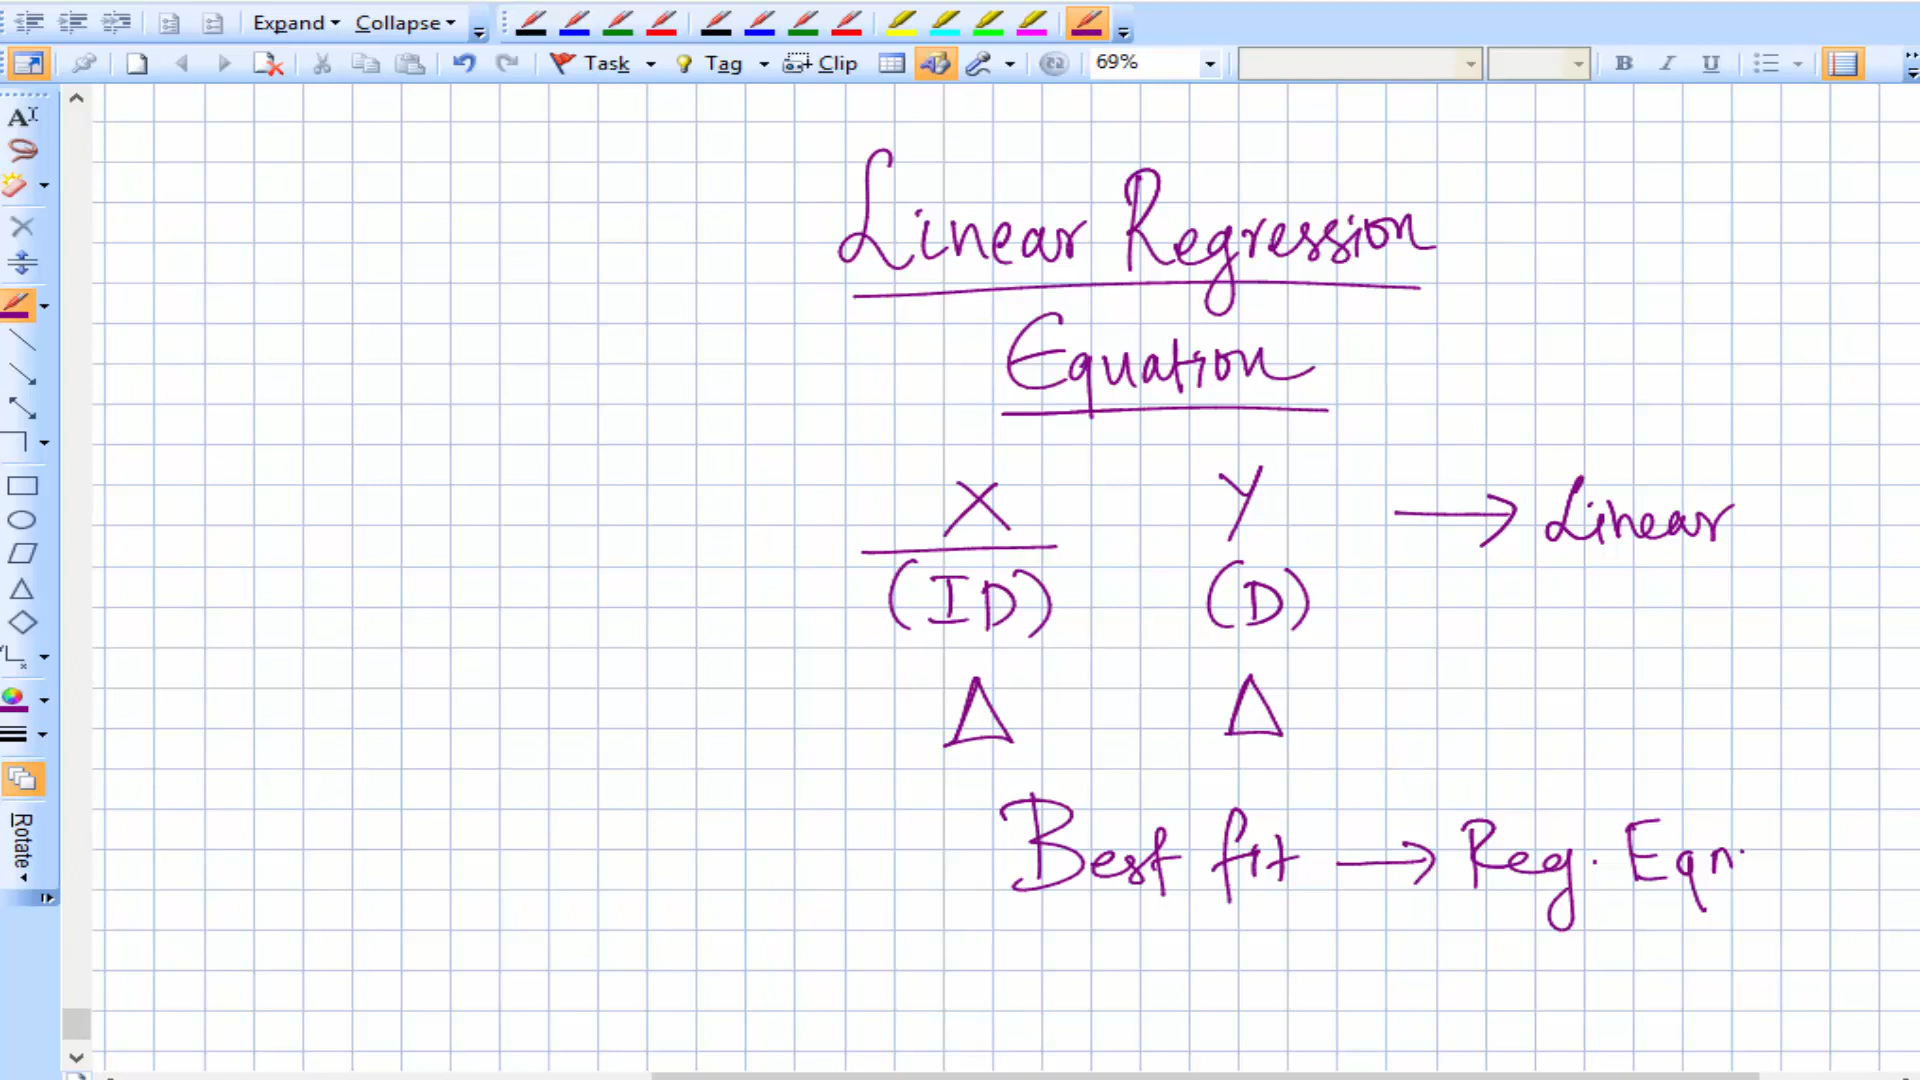 Expand Collapse
Task Tag Clip 69% B I U
A
Rotate
Linear Regression
Equation
X Y → Linear
(ID) (D)
Δ Δ
Best fit → Reg. Eqn.